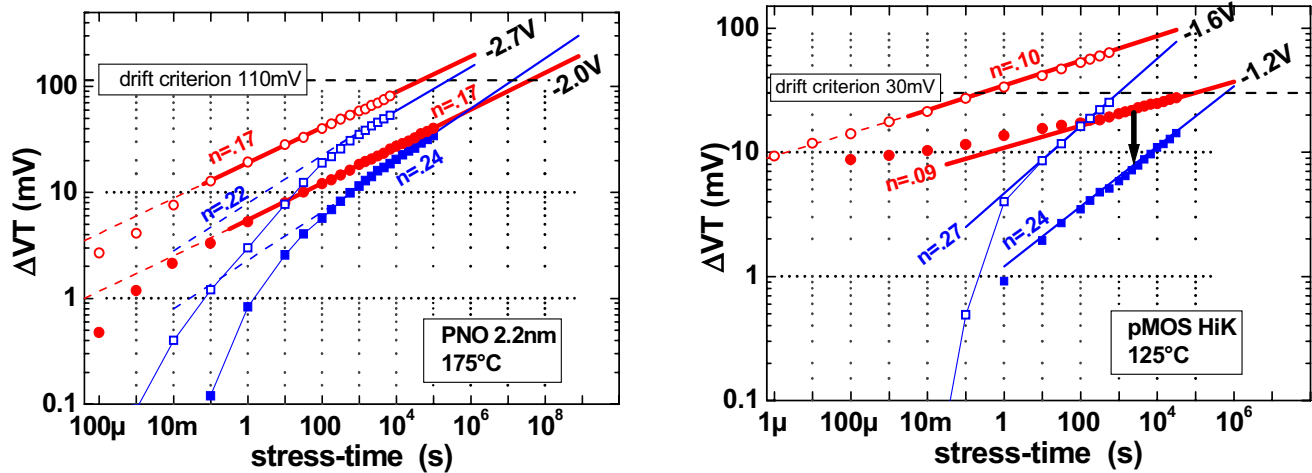 100
10
1
0.1
ΔVT (mV)
drift criterion 110mV
-2.7V
-2.0V
n=.17
n=.17
n=.22
n=.24
PNO 2.2nm
175°C
100µ 10m 1 100 10⁴ 10⁶ 10⁸
stress-time (s)
100
10
1
0.1
ΔVT (mV)
drift criterion 30mV
-1.6V
-1.2V
n=.10
n=.09
n=.27
n=.24
pMOS HiK
125°C
1µ 100µ 10m 1 100 10⁴ 10⁶
stress-time (s)